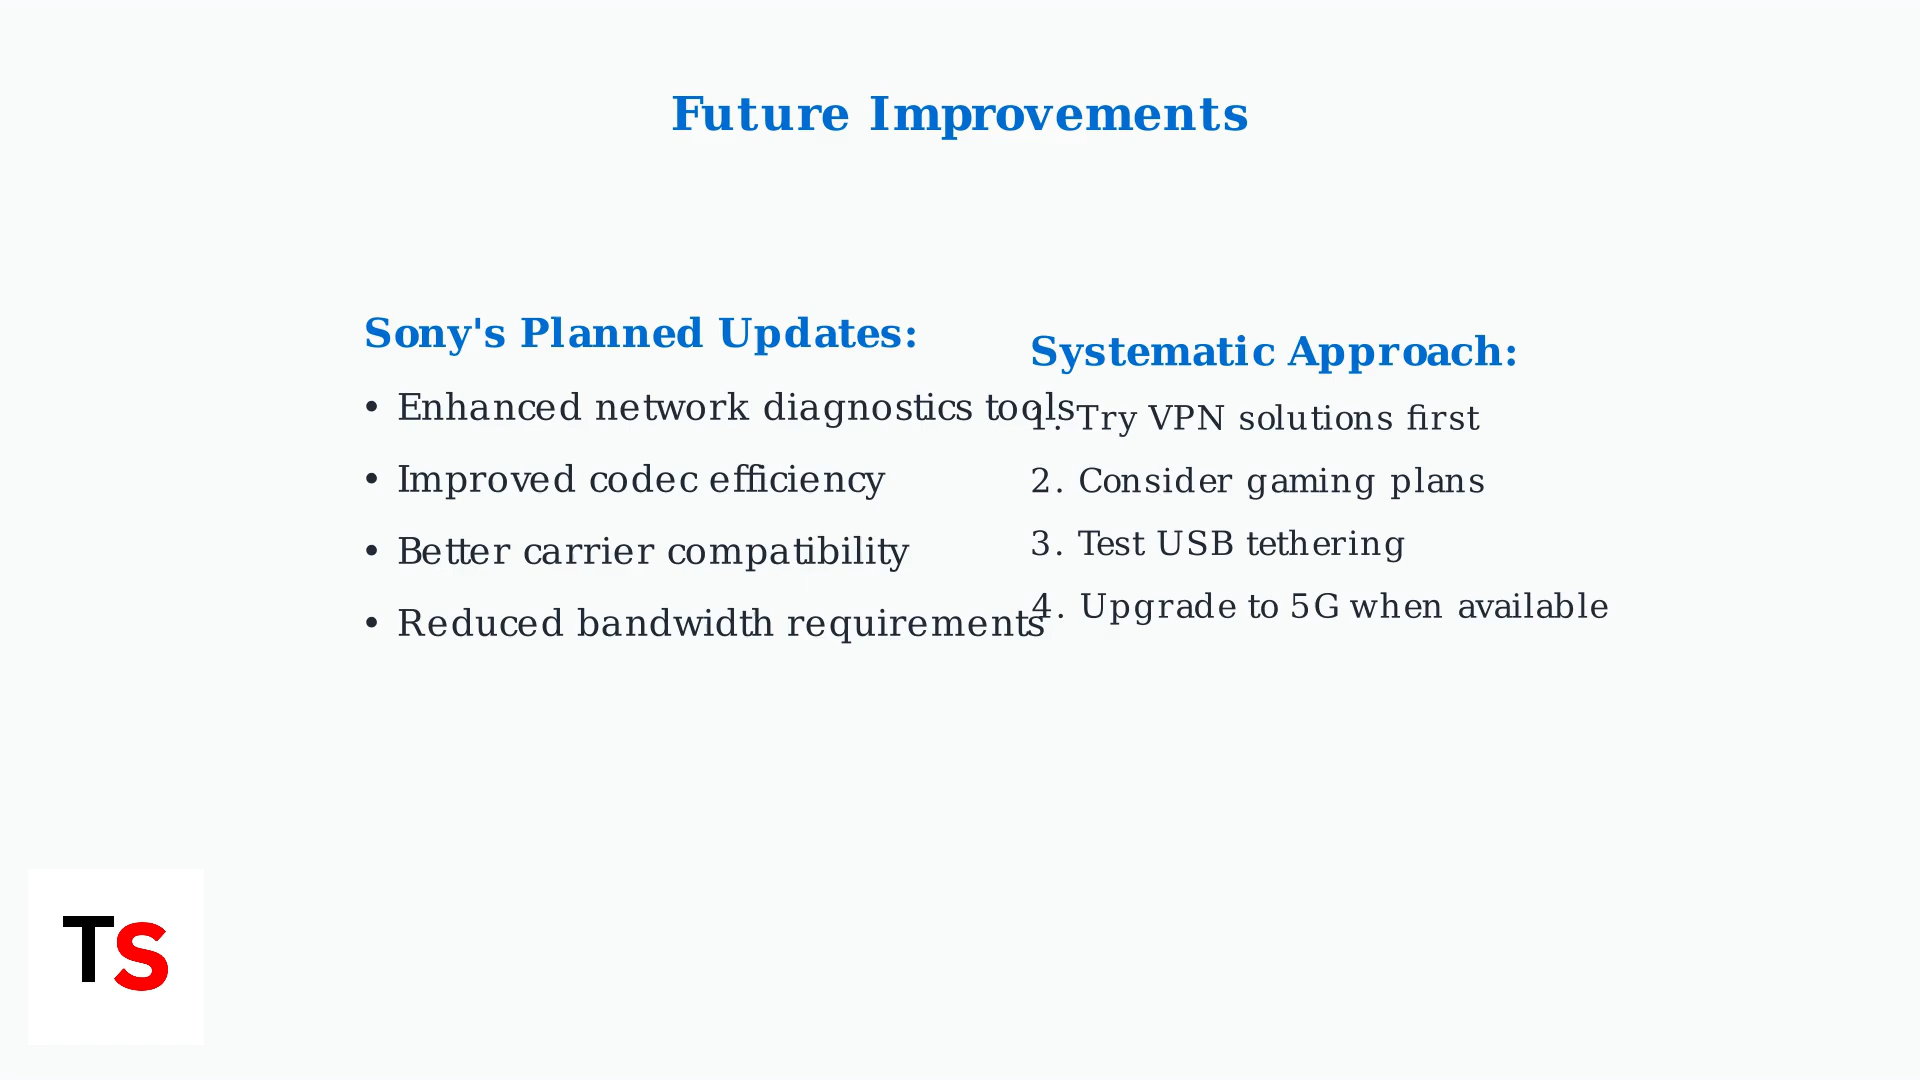 Future Improvements
Sony's Planned Updates:
• Enhanced network diagnostics tools
• Improved codec efficiency
• Better carrier compatibility
• Reduced bandwidth requirements
Systematic Approach:
1. Try VPN solutions first
2. Consider gaming plans
3. Test USB tethering
4. Upgrade to 5G when available
TS